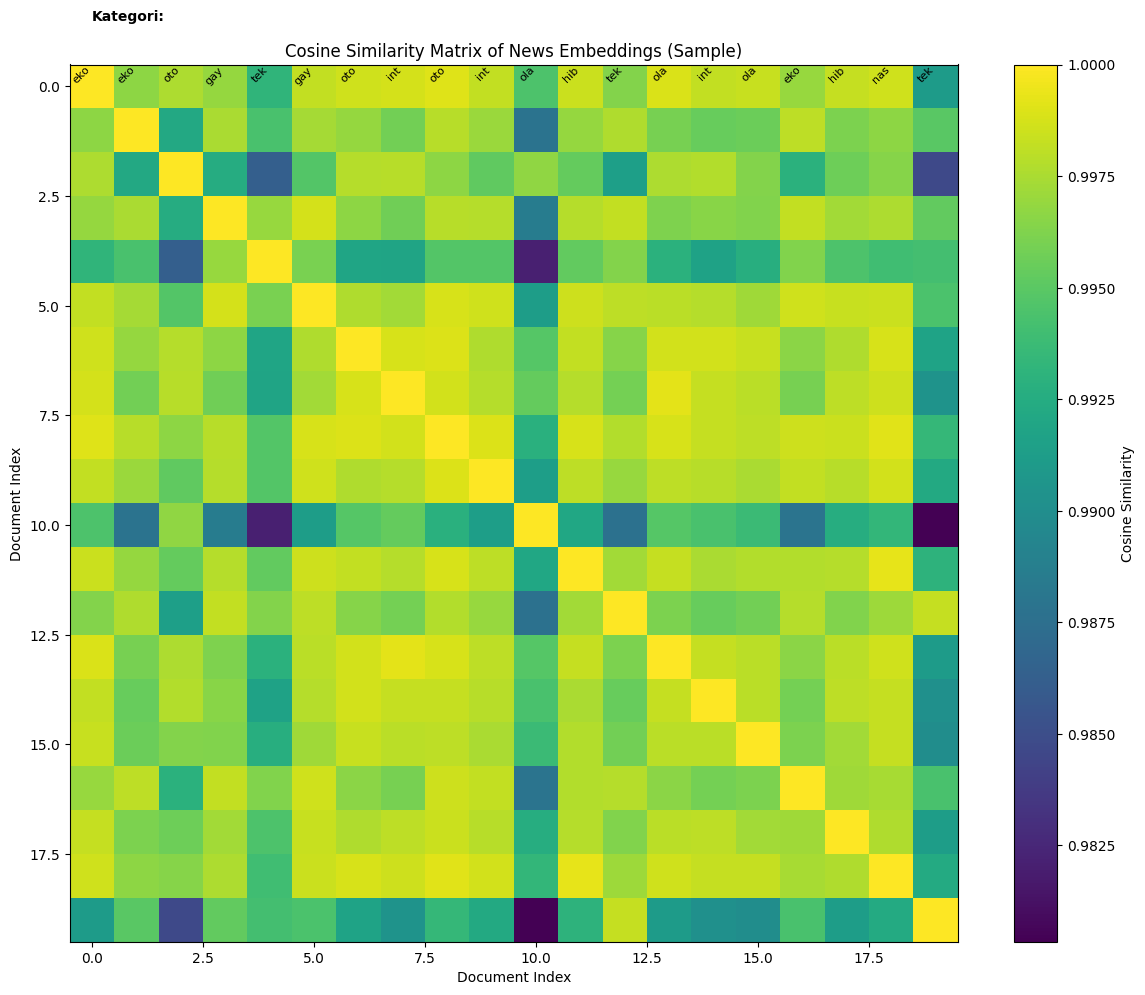 Kategori:
Cosine Similarity Matrix of News Embeddings (Sample)
eko eko oto gay tek gay oto int oto int ola hib tek ola int ola eko hib nas tek
0.0
2.5
5.0
7.5
10.0
12.5
15.0
17.5
Document Index
0.0 2.5 5.0 7.5 10.0 12.5 15.0 17.5
Document Index
1.0000
0.9975
0.9950
0.9925
0.9900
0.9875
0.9850
0.9825
Cosine Similarity